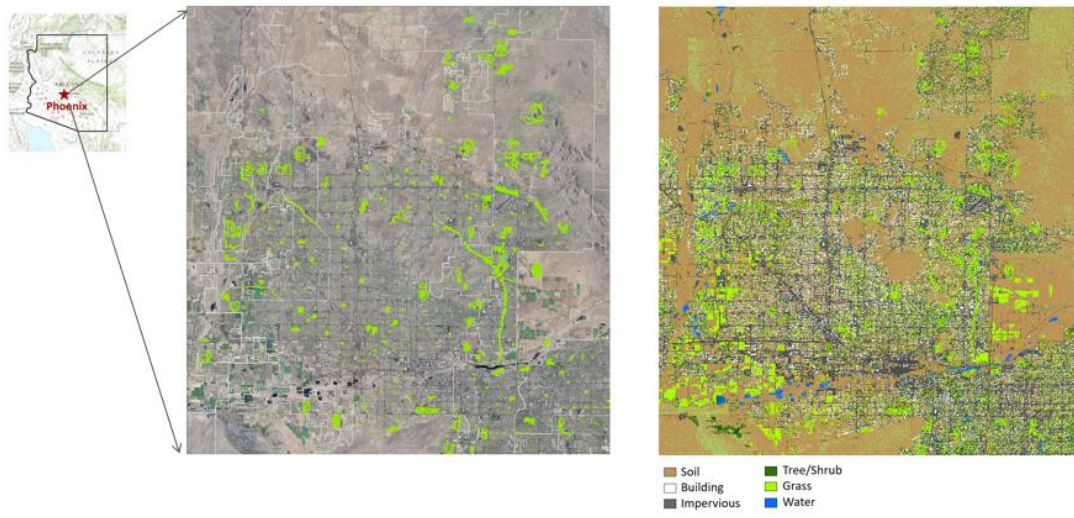 Phoenix
Soil
Building
Impervious
Tree/Shrub
Grass
Water